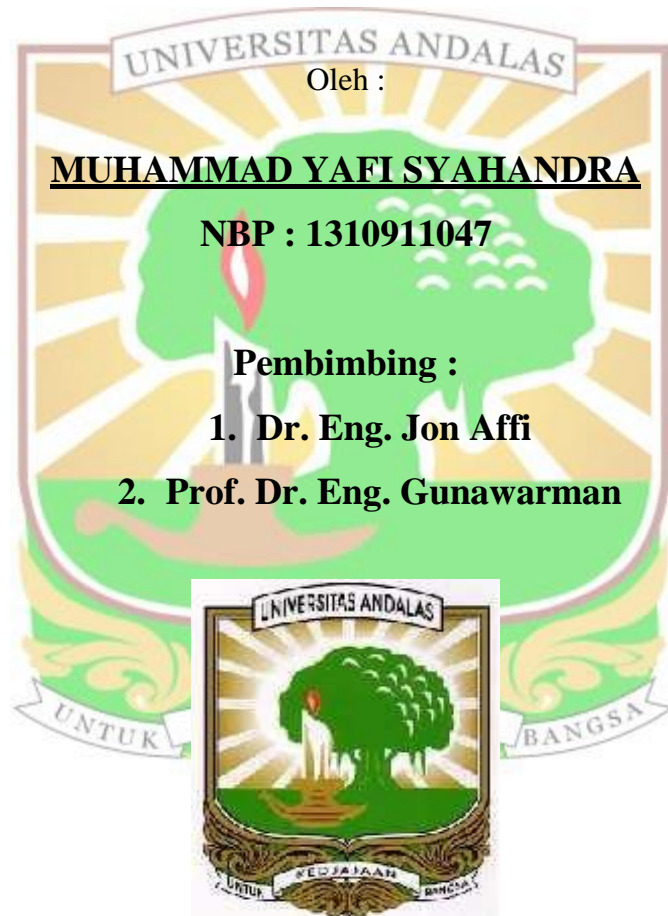 UNIVERSITAS ANDALAS
Oleh :
MUHAMMAD YAFI SYAHANDRA
NBP : 1310911047
Pembimbing :
1. Dr. Eng. Jon Affi
2. Prof. Dr. Eng. Gunawarman
UNIVERSITAS ANDALAS
UNTUK BANGSA
UNTUK KEDJAJAAN BANGSA